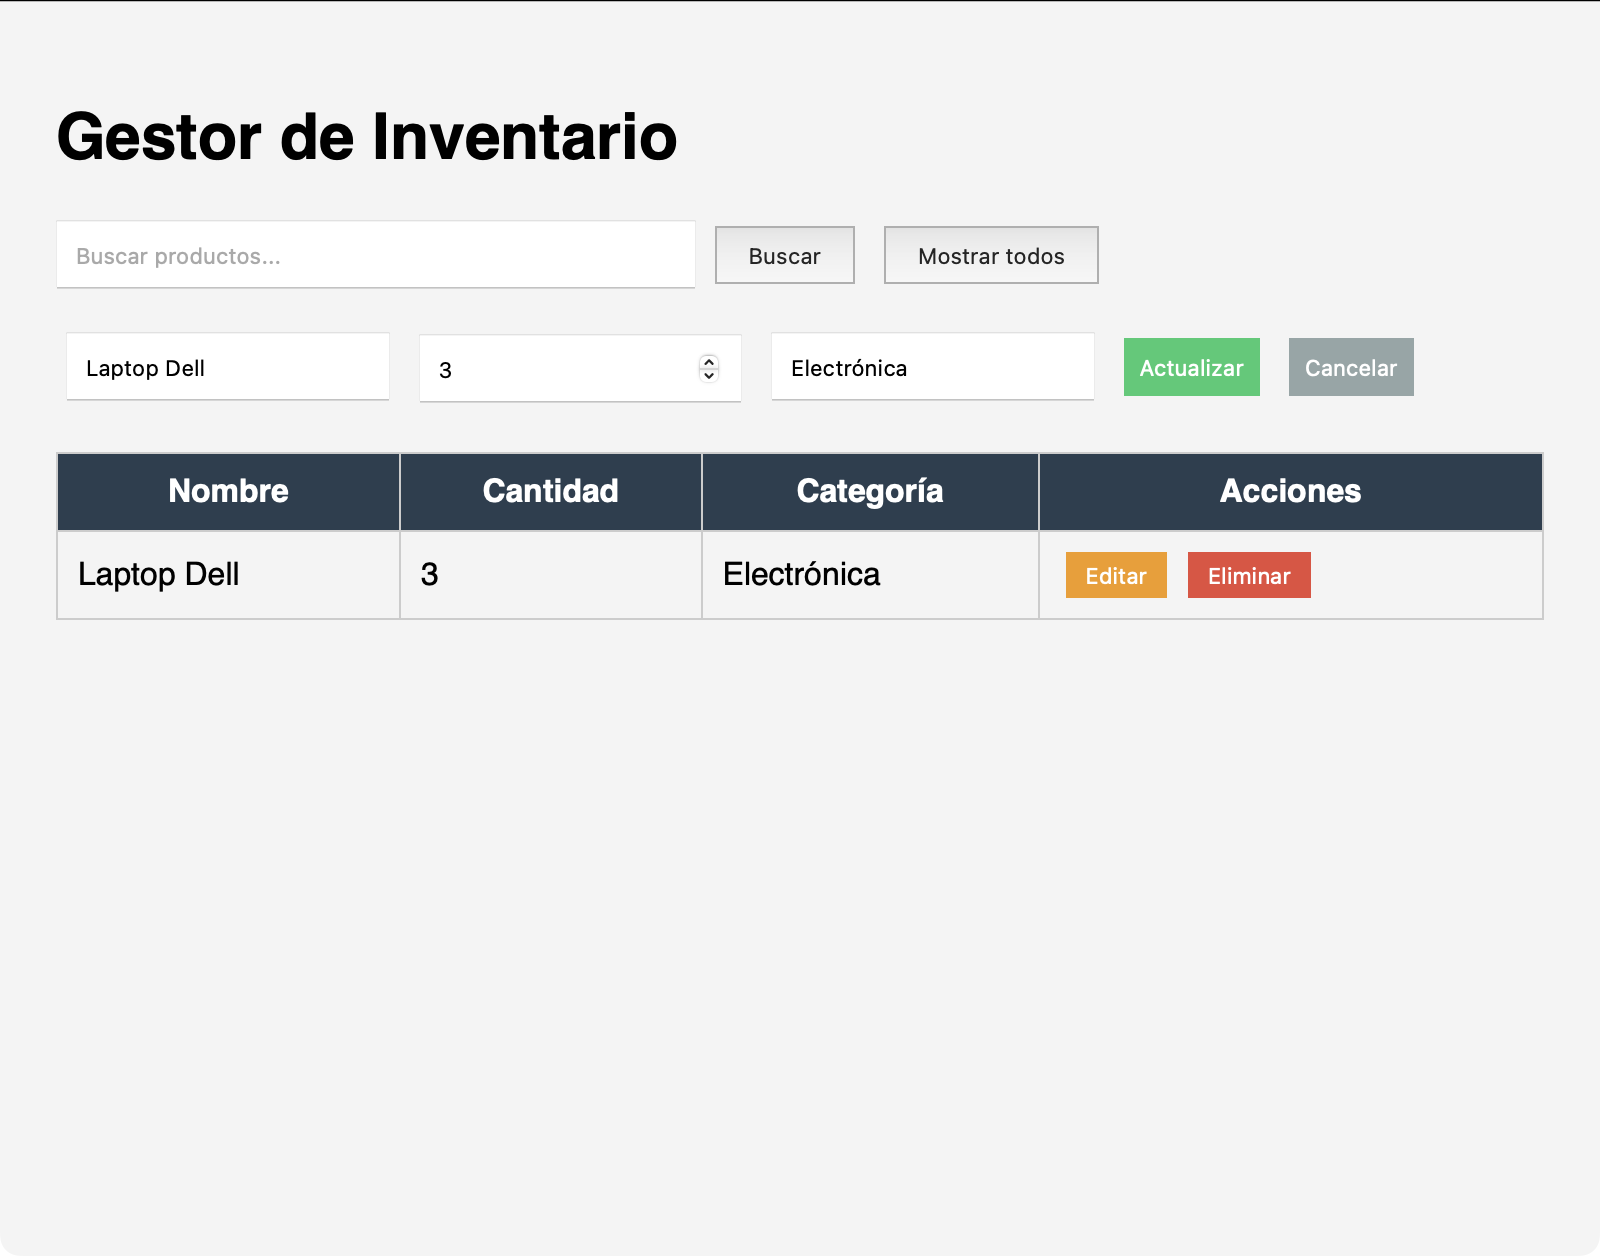 Gestor de Inventario
Buscar productos... Buscar Mostrar todos
Laptop Dell 3 Electrónica Actualizar Cancelar
Nombre Cantidad Categoría Acciones
Laptop Dell 3 Electrónica Editar Eliminar